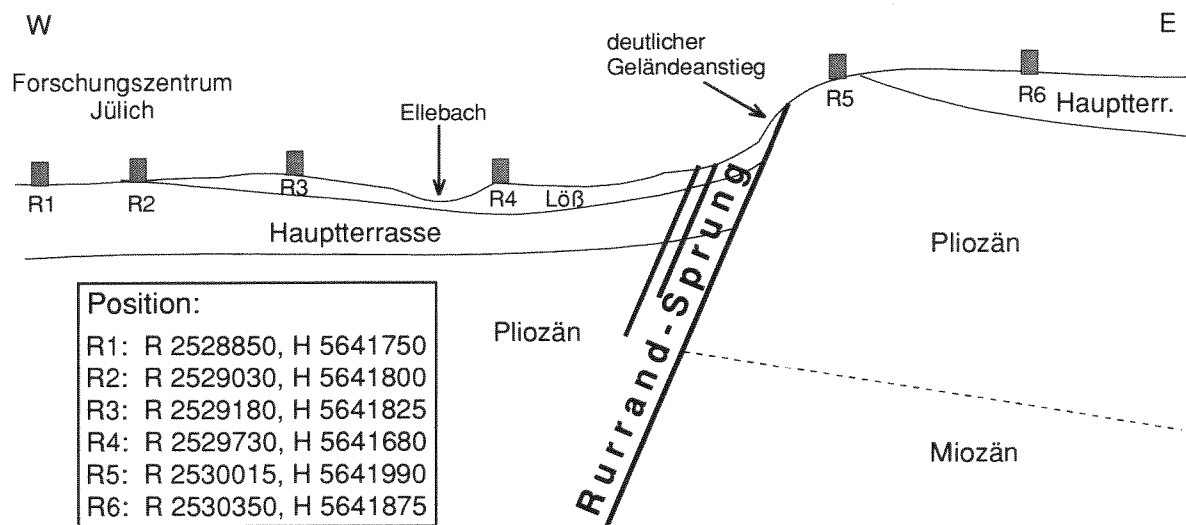 W
E
deutlicher
Geländeanstieg
Forschungszentrum
Jülich
Ellebach
R1
R2
R3
R4
Löß
R5
R6
Hauptterr.
Hauptterrasse
Rurrand-Sprung
Pliozän
Pliozän
Miozän
Position:
R1: R 2528850, H 5641750
R2: R 2529030, H 5641800
R3: R 2529180, H 5641825
R4: R 2529730, H 5641680
R5: R 2530015, H 5641990
R6: R 2530350, H 5641875